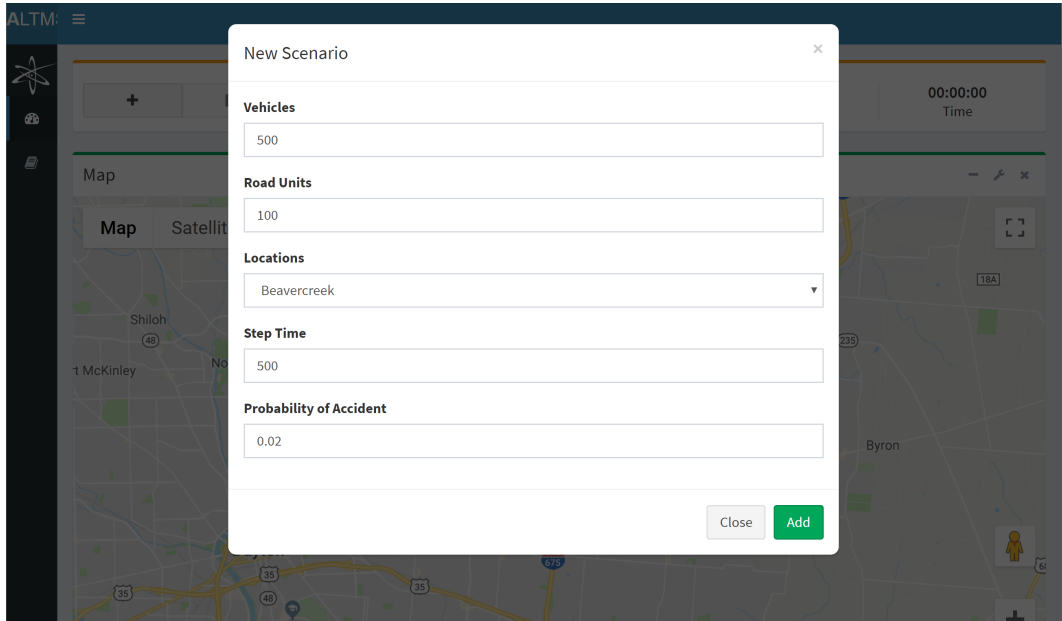 ALTM
New Scenario
×
Vehicles
500
Road Units
100
Locations
Beavercreek
Step Time
500
Probability of Accident
0.02
Close
Add
00:00:00
Time
Map
Map
Satellit
18A
Shiloh
48
No
t McKinley
235
Byron
675
35
35
35
48